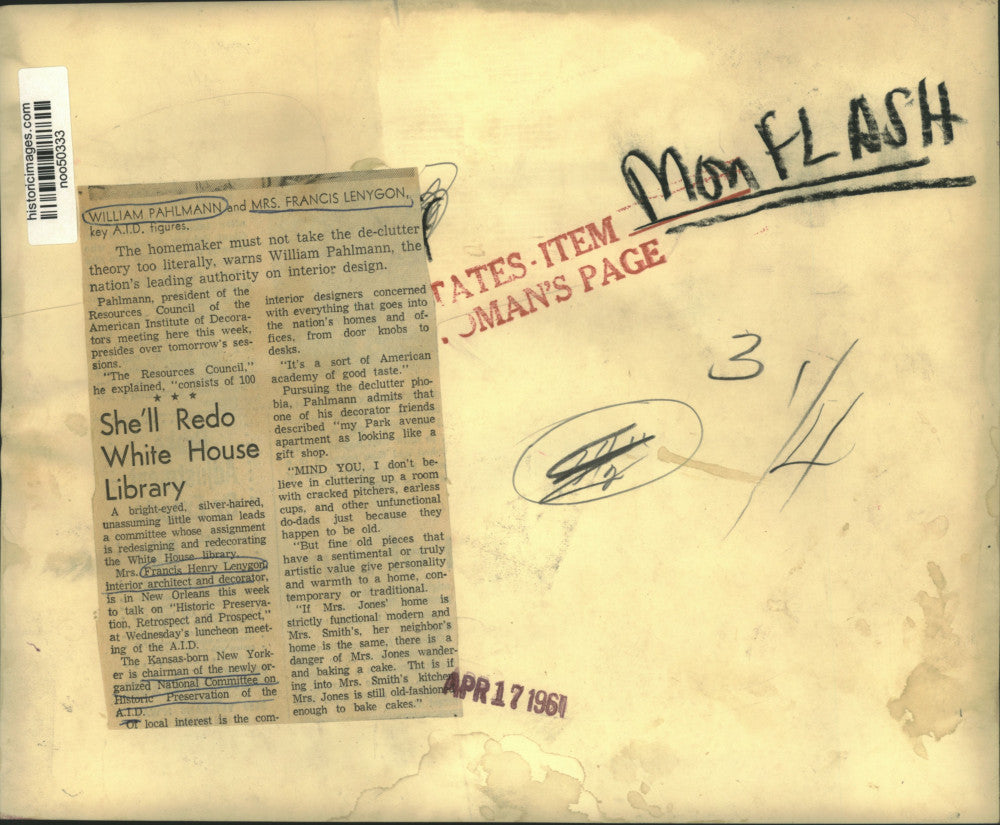 historicimages.com
noo50333
Mon FLASH
TATES-ITEM
OMAN'S PAGE
3
1/4
WILLIAM PAHLMANN and MRS. FRANCIS LENYGON,
key A.I.D. figures.
The homemaker must not take the de-clutter
theory too literally, warns William Pahlmann, the
nation's leading authority on interior design.
Pahlmann, president of the
Resources Council of the
American Institute of Decora-
tors meeting here this week,
presides over tomorrow's ses-
sions.
"The Resources Council,"
he explained, "consists of 100
★ ★ ★
She'll Redo
White House
Library
A bright-eyed, silver-haired,
unassuming little woman leads
a committee whose assignment
is redesigning and redecorating
the White House library.
Mrs. Francis Henry Lenygon,
interior architect and decorator,
is in New Orleans this week
to talk on "Historic Preserva-
tion, Retrospect and Prospect,"
at Wednesday's luncheon meet-
ing of the A.I.D.
The Kansas-born New York-
er is chairman of the newly or-
ganized National Committee on
Historic Preservation of the
A.I.D.
Of local interest is the com-
interior designers concerned
with everything that goes into
the nation's homes and of-
fices, from door knobs to
desks.
"It's a sort of American
academy of good taste."
Pursuing the declutter pho-
bia, Pahlmann admits that
one of his decorator friends
described "my Park avenue
apartment as looking like a
gift shop.
"MIND YOU, I don't be-
lieve in cluttering up a room
with cracked pitchers, earless
cups, and other unfunctional
do-dads just because they
happen to be old.
"But fine old pieces that
have a sentimental or truly
artistic value give personality
and warmth to a home, con-
temporary or traditional.
"If Mrs. Jones' home is
strictly functional modern and
Mrs. Smith's, her neighbor's
home is the same, there is a
danger of Mrs. Jones wander-
and baking a cake. Tht is if
ing into Mrs. Smith's kitchen
Mrs. Jones is still old-fashion
enough to bake cakes."
APR 17 1961